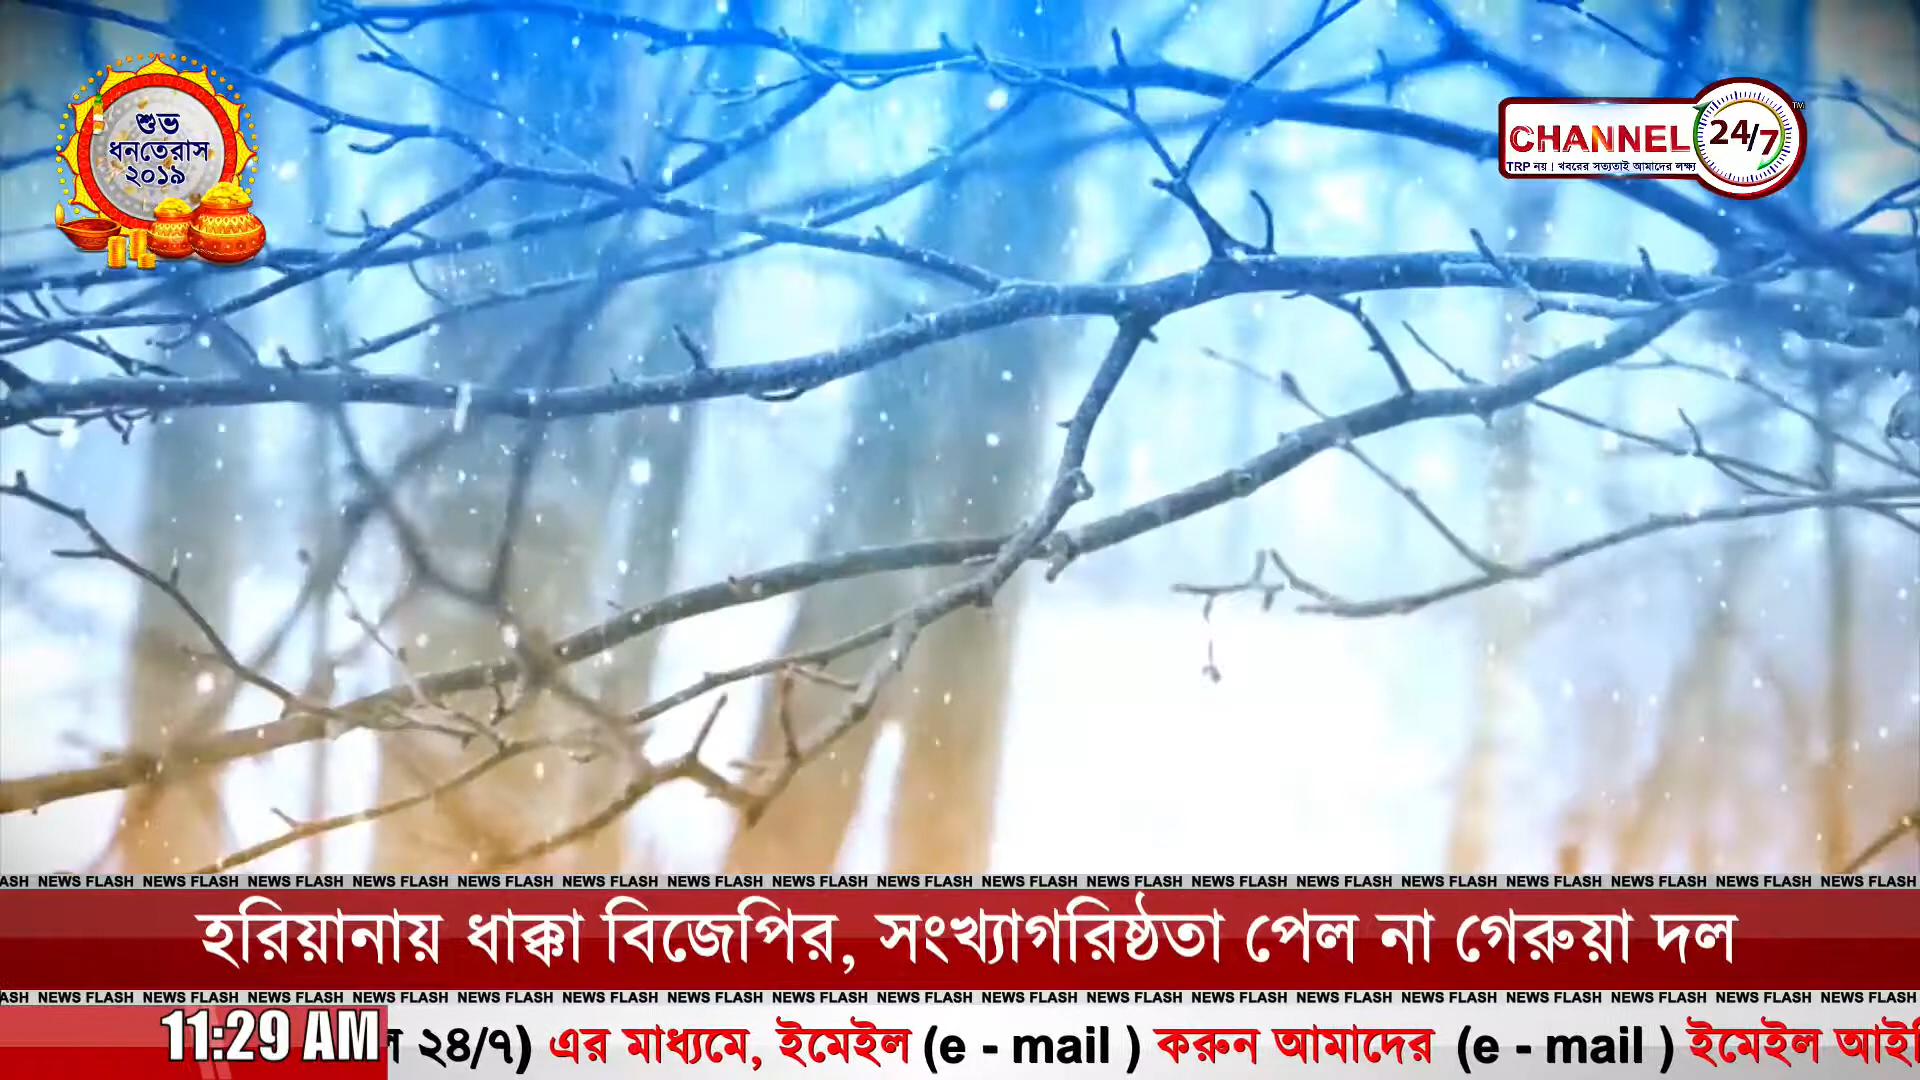 শুভ
ধনতেরাস
২০১৯
CHANNEL 24/7 TM
TRP নয় | খবরের সত্যতাই আমাদের লক্ষ্য
ASH NEWS FLASH NEWS FLASH NEWS FLASH NEWS FLASH NEWS FLASH NEWS FLASH NEWS FLASH NEWS FLASH NEWS FLASH NEWS FLASH NEWS FLASH NEWS FLASH NEWS FLASH NEWS FLASH NEWS FLASH NEWS FLASH NEWS FLASH NEWS FLASH
হরিয়ানায় ধাক্কা বিজেপির, সংখ্যাগরিষ্ঠতা পেল না গেরুয়া দল
ASH NEWS FLASH NEWS FLASH NEWS FLASH NEWS FLASH NEWS FLASH NEWS FLASH NEWS FLASH NEWS FLASH NEWS FLASH NEWS FLASH NEWS FLASH NEWS FLASH NEWS FLASH NEWS FLASH NEWS FLASH NEWS FLASH NEWS FLASH NEWS FLASH
11:29 AM ২৪/৭) এর মাধ্যমে, ইমেইল (e - mail ) করুন আমাদের (e - mail ) ইমেইল